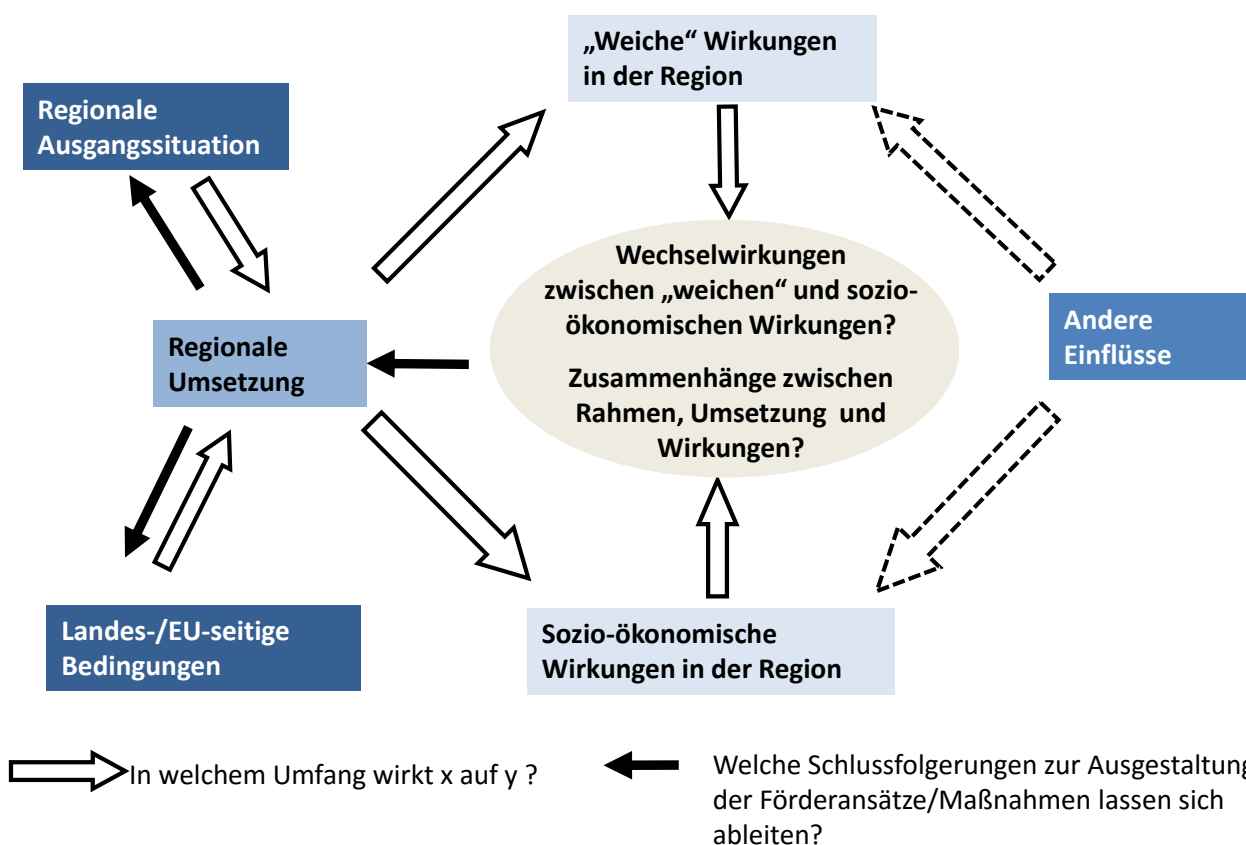 „Weiche“ Wirkungen
in der Region
Regionale
Ausgangssituation
Wechselwirkungen
zwischen „weichen“ und sozio-
ökonomischen Wirkungen?
Zusammenhänge zwischen
Rahmen, Umsetzung und
Wirkungen?
Andere
Einflüsse
Regionale
Umsetzung
Landes-/EU-seitige
Bedingungen
Sozio-ökonomische
Wirkungen in der Region
In welchem Umfang wirkt x auf y ?
Welche Schlussfolgerungen zur Ausgestaltung
der Förderansätze/Maßnahmen lassen sich
ableiten?